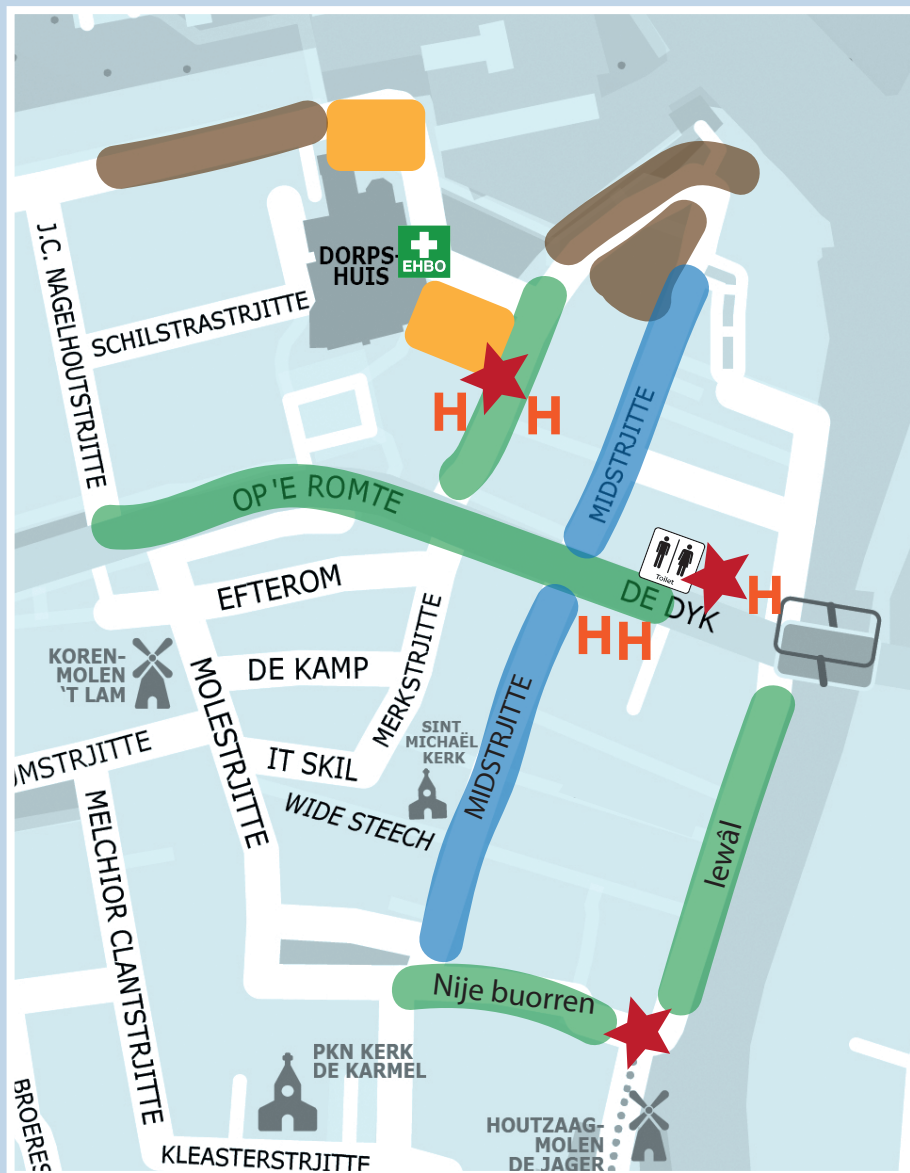 J.C. NAGELHOUTSTRJITTE
SCHILSTRASTRJITTE
DORPS-
HUIS
EHBO
H
H
MIDSTRJITTE
OP'E ROMTE
Toilet
DE DYK
H
H H
EFTEROM
DE KAMP
MERKSTRJITTE
KOREN-
MOLEN
'T LAM
MOLESTRJITTE
IT SKIL
SINT
MICHAËL
KERK
MIDSTRJITTE
WIDE STEECH
MELCHIOR CLANTSTRJITTE
Iewâl
Nije buorren
PKN KERK
DE KARMEL
HOUTZAAG-
MOLEN
DE JAGER
KLEASTERSTRJITTE